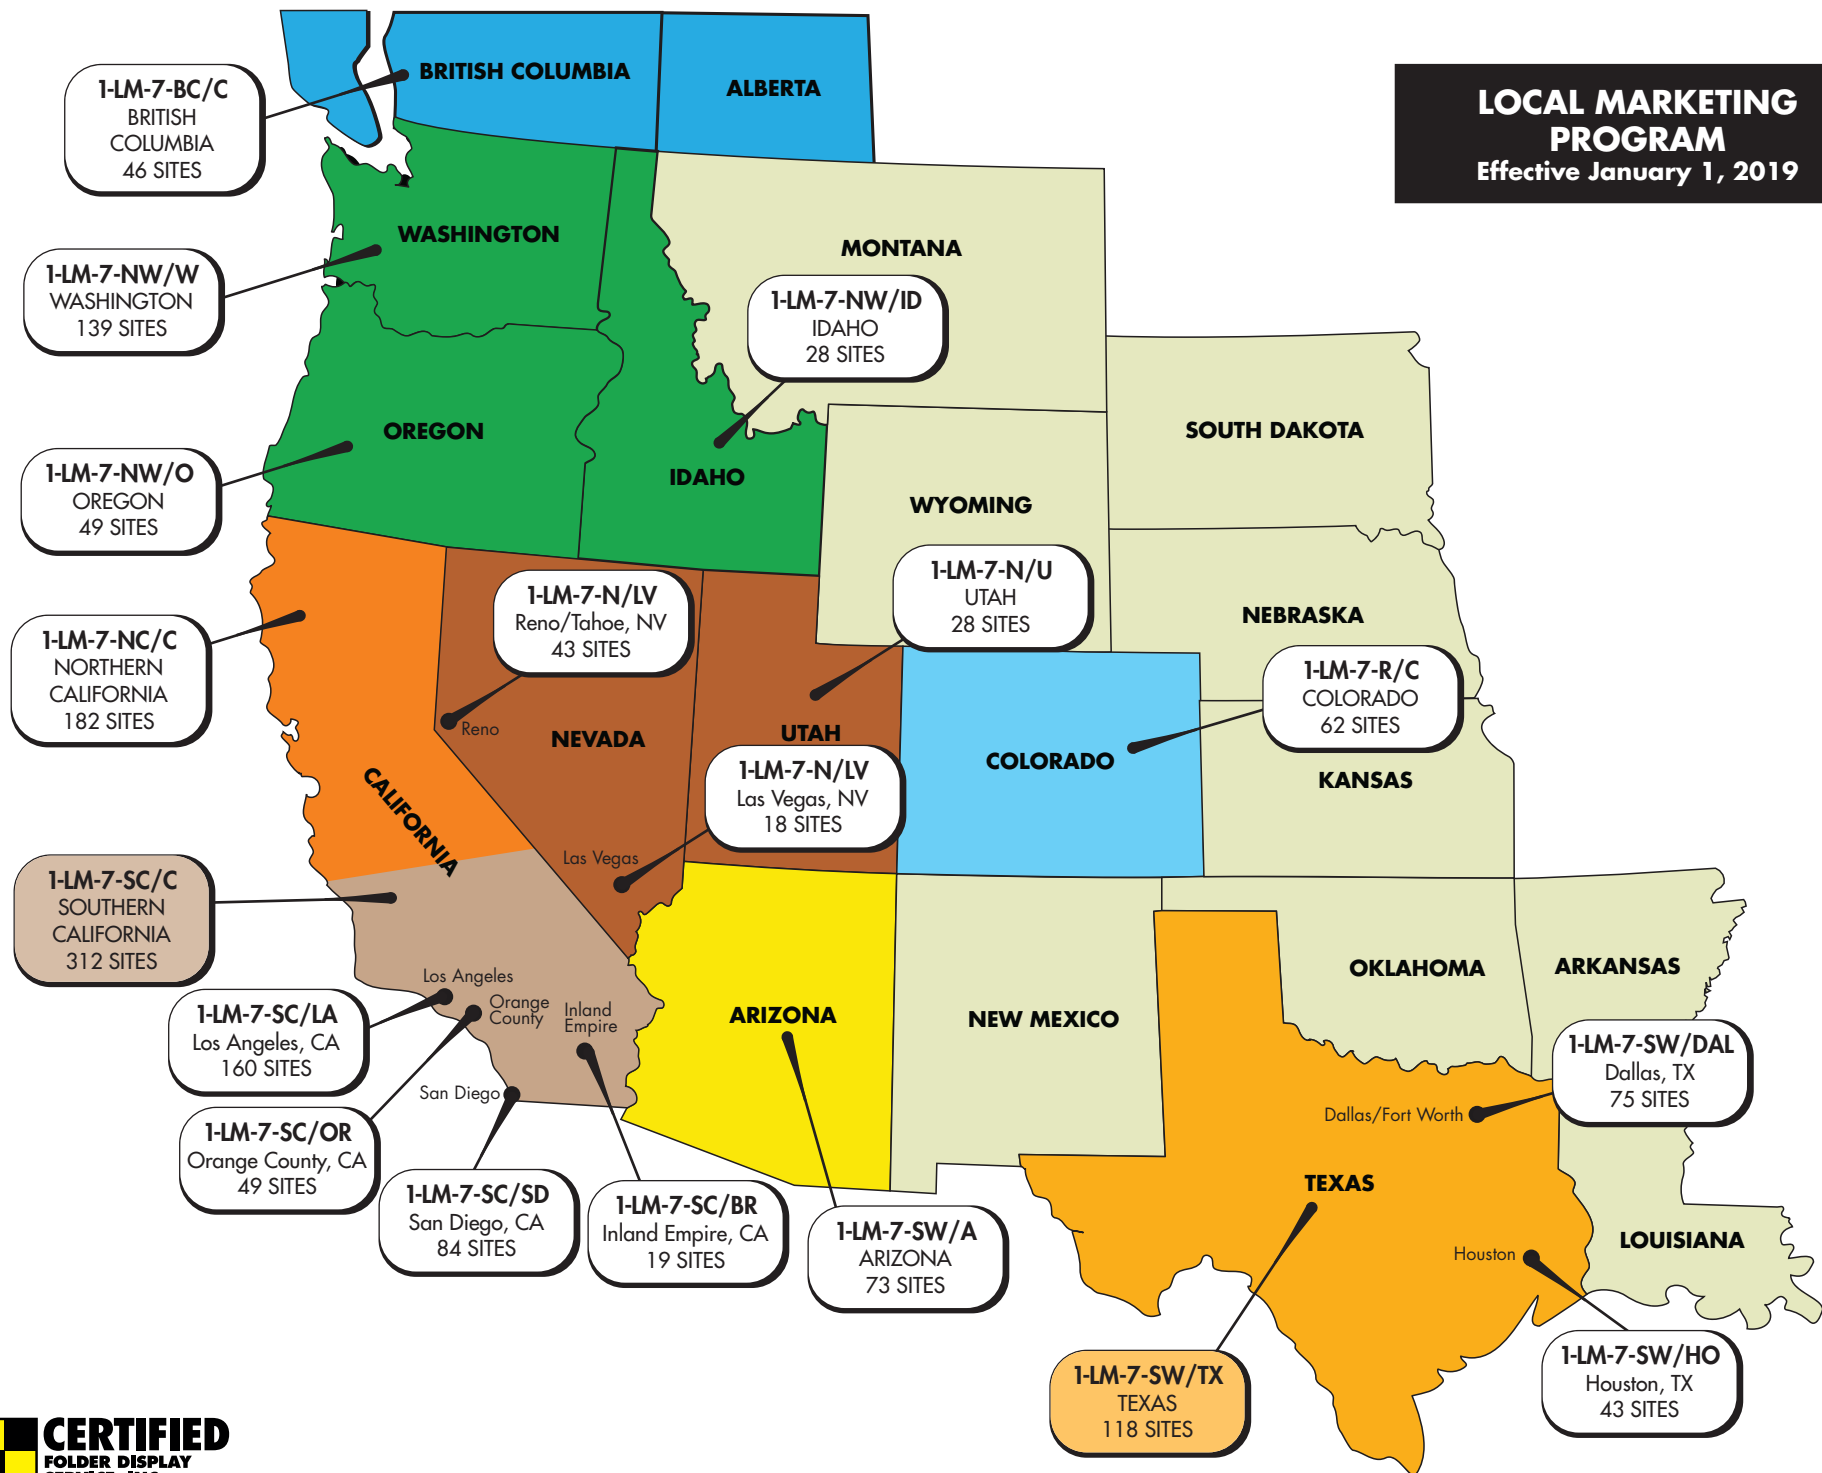 LOCAL MARKETING
PROGRAM
Effective January 1, 2019
BRITISH COLUMBIA
ALBERTA
1-LM-7-BC/C
BRITISH
COLUMBIA
46 SITES
WASHINGTON
MONTANA
1-LM-7-NW/W
WASHINGTON
139 SITES
1-LM-7-NW/ID
IDAHO
28 SITES
OREGON
IDAHO
SOUTH DAKOTA
WYOMING
1-LM-7-NW/O
OREGON
49 SITES
1-LM-7-N/LV
Reno/Tahoe, NV
43 SITES
1-LM-7-N/U
UTAH
28 SITES
NEBRASKA
1-LM-7-NC/C
NORTHERN
CALIFORNIA
182 SITES
1-LM-7-R/C
COLORADO
62 SITES
Reno
NEVADA
UTAH
COLORADO
KANSAS
1-LM-7-N/LV
Las Vegas, NV
18 SITES
CALIFORNIA
Las Vegas
1-LM-7-SC/C
SOUTHERN
CALIFORNIA
312 SITES
OKLAHOMA
ARKANSAS
Los Angeles
Orange
County
Inland
Empire
ARIZONA
NEW MEXICO
1-LM-7-SC/LA
Los Angeles, CA
160 SITES
1-LM-7-SW/DAL
Dallas, TX
75 SITES
San Diego
Dallas/Fort Worth
1-LM-7-SC/OR
Orange County, CA
49 SITES
1-LM-7-SC/SD
San Diego, CA
84 SITES
1-LM-7-SC/BR
Inland Empire, CA
19 SITES
1-LM-7-SW/A
ARIZONA
73 SITES
TEXAS
LOUISIANA
Houston
1-LM-7-SW/TX
TEXAS
118 SITES
1-LM-7-SW/HO
Houston, TX
43 SITES
CERTIFIED
FOLDER DISPLAY
SERVICE, INC